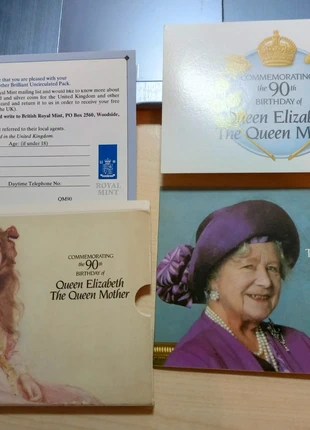 that you are pleased with your
other Brilliant Uncirculated Pack.
Royal Mint mailing list and would like to know more about
and silver coins for the United Kingdom and other
card and return it to us in order to receive your free
(UK only).
write to British Royal Mint, PO Box 2560, Woodside,
referred to their local agents.
in the United Kingdom.
Age: (if under 18)
Daytime Telephone No.
QM90
ROYAL
MINT
COMMEMORATING
the 90th
BIRTHDAY of
Queen Elizab
The Queen M
COMMEMORATING
the 90th
BIRTHDAY of
Queen Elizabeth
The Queen Mother
T